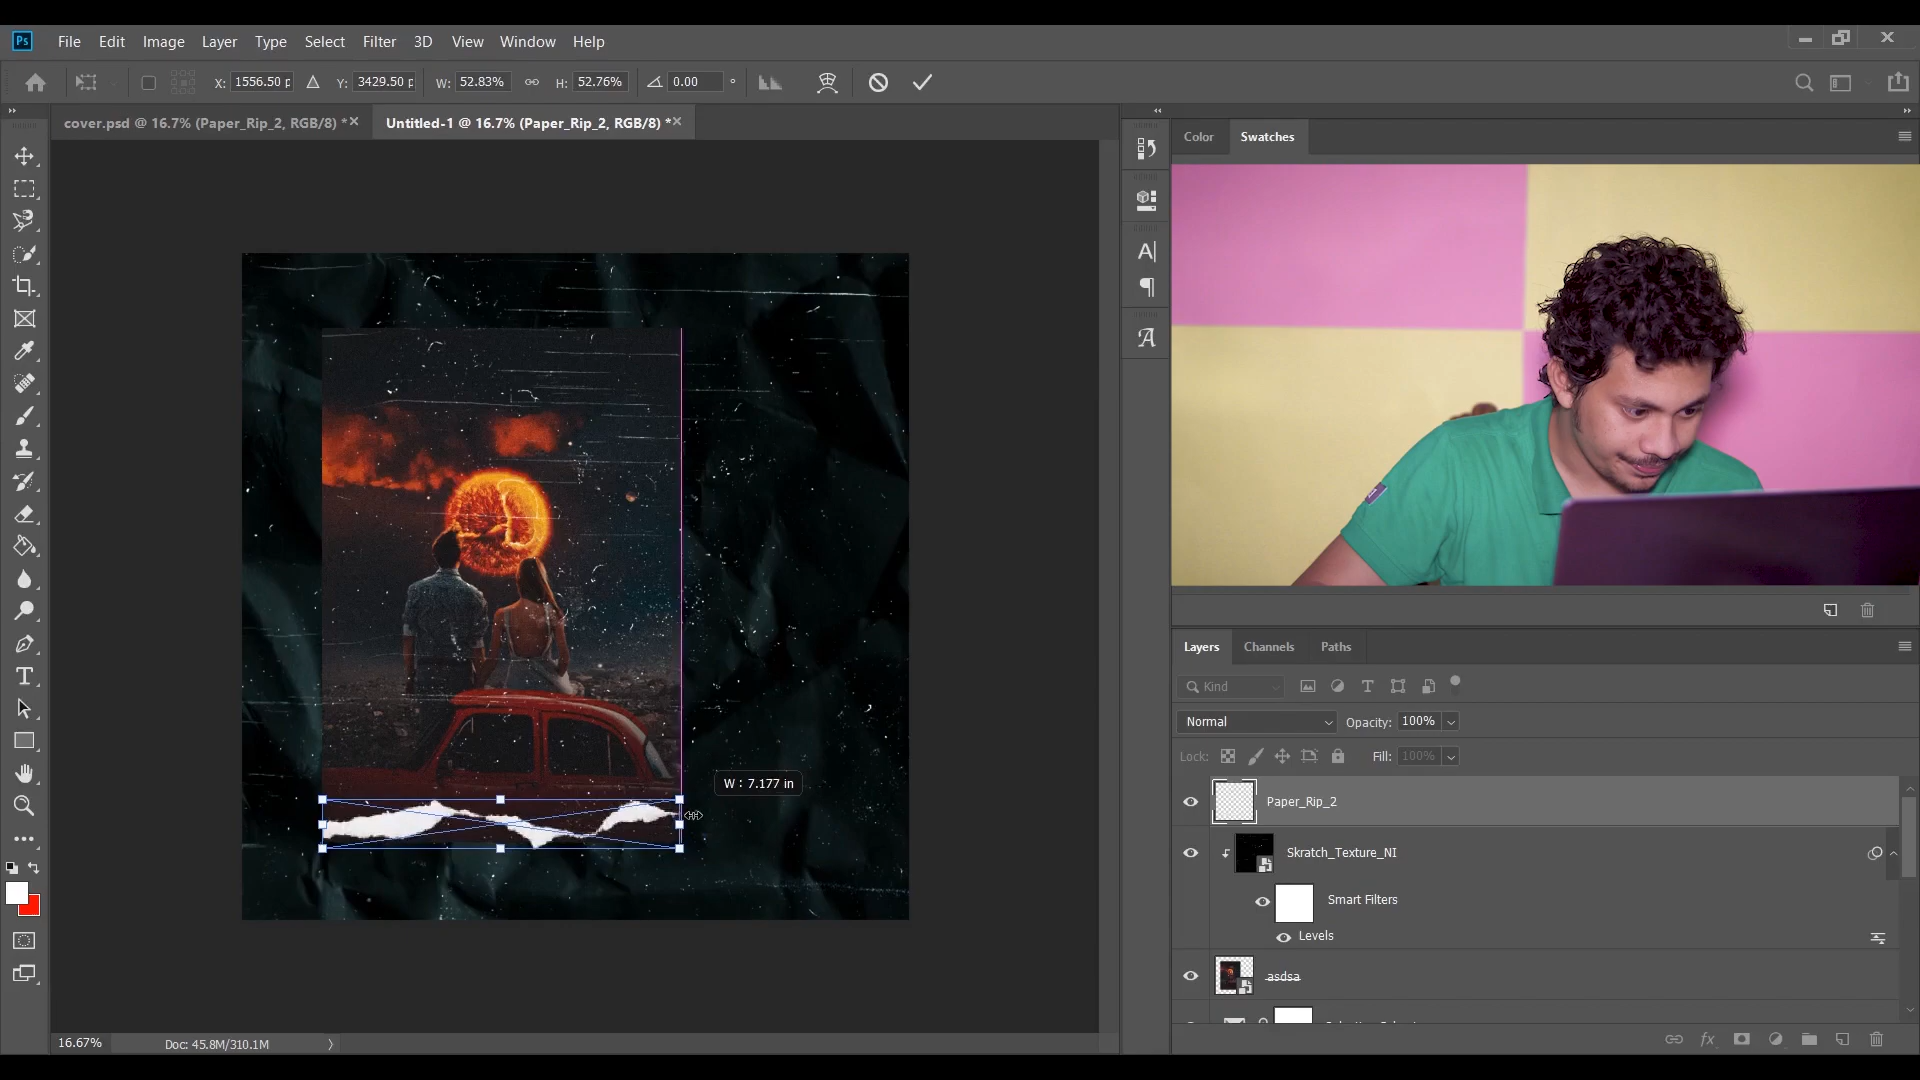 Ps File Edit Image Layer Type Select Filter 3D View Window Help
X: 1556.50 p Y: 3429.50 p W: 52.83% H: 52.76% 0.00 °
cover.psd @ 16.7% (Paper_Rip_2, RGB/8) * Untitled-1 @ 16.7% (Paper_Rip_2, RGB/8) *
Color Swatches
W : 7.177 in
Layers Channels Paths
Kind
Normal Opacity: 100%
Lock: Fill: 100%
Paper_Rip_2
Skratch_Texture_NI
Smart Filters
Levels
asdsa
16.67% Doc: 45.8M/310.1M